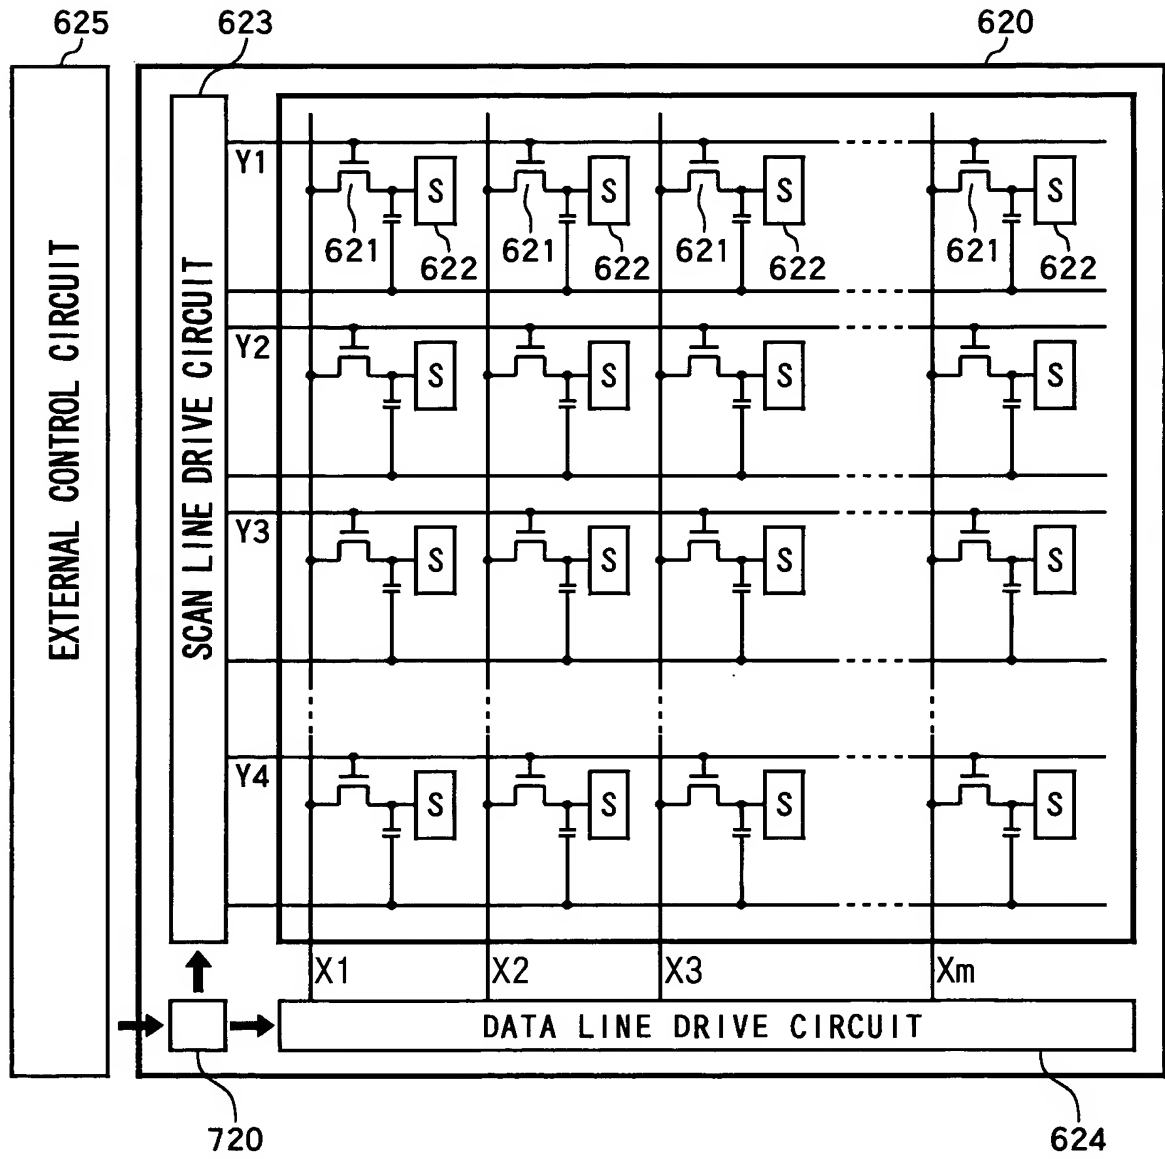 625 623 620
EXTERNAL CONTROL CIRCUIT
SCAN LINE DRIVE CIRCUIT
Y1 S S S S
621 622 621 622 621 622 621 622
Y2 S S S S
Y3 S S S S
Y4 S S S S
X1 X2 X3 Xm
DATA LINE DRIVE CIRCUIT
720 624